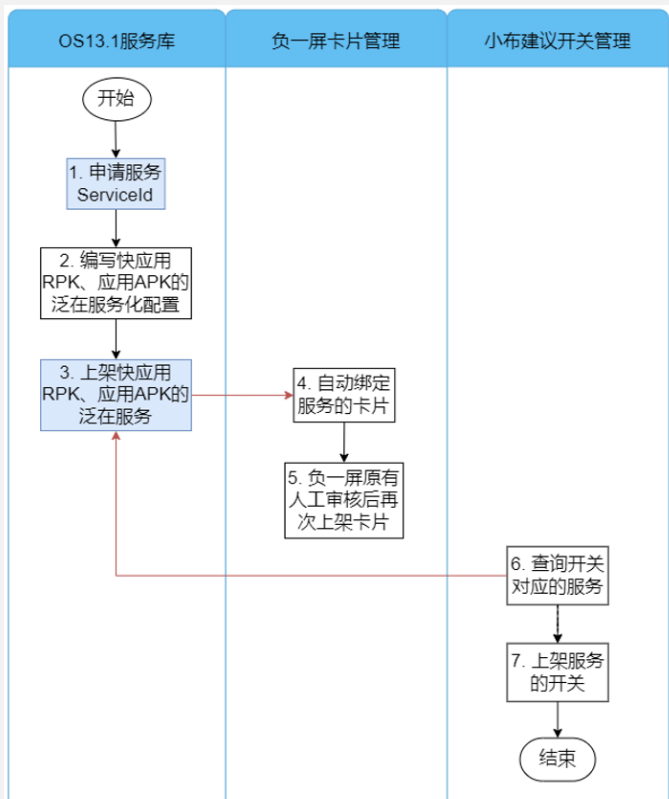 OS13.1服务库
负一屏卡片管理
小布建议开关管理
开始
1. 申请服务
ServiceId
2. 编写快应用
RPK、应用APK的
泛在服务化配置
3. 上架快应用
RPK、应用APK的
泛在服务
4. 自动绑定
服务的卡片
5. 负一屏原有
人工审核后再
次上架卡片
6. 查询开关
对应的服务
7. 上架服务
的开关
结束